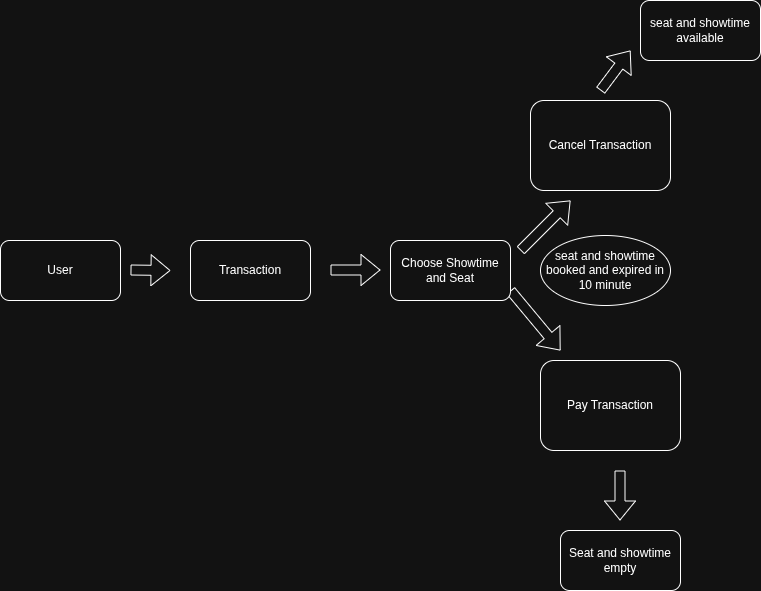 seat and showtime
available
Cancel Transaction
User
Transaction
Choose Showtime
and Seat
seat and showtime
booked and expired in
10 minute
Pay Transaction
Seat and showtime
empty